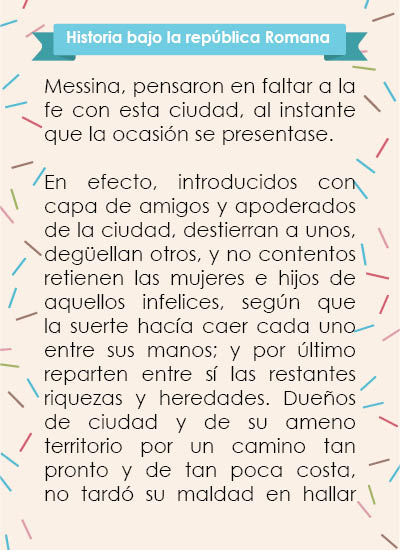 Historia bajo la república Romana
Messina, pensaron en faltar a la
fe con esta ciudad, al instante
que la ocasión se presentase.
En efecto, introducidos con
capa de amigos y apoderados
de la ciudad, destierran a unos,
degüellan otros, y no contentos
retienen las mujeres e hijos de
aquellos infelices, según que
la suerte hacía caer cada uno
entre sus manos; y por último
reparten entre sí las restantes
riquezas y heredades. Dueños
de ciudad y de su ameno
territorio por un camino tan
pronto y de tan poca costa,
no tardó su maldad en hallar